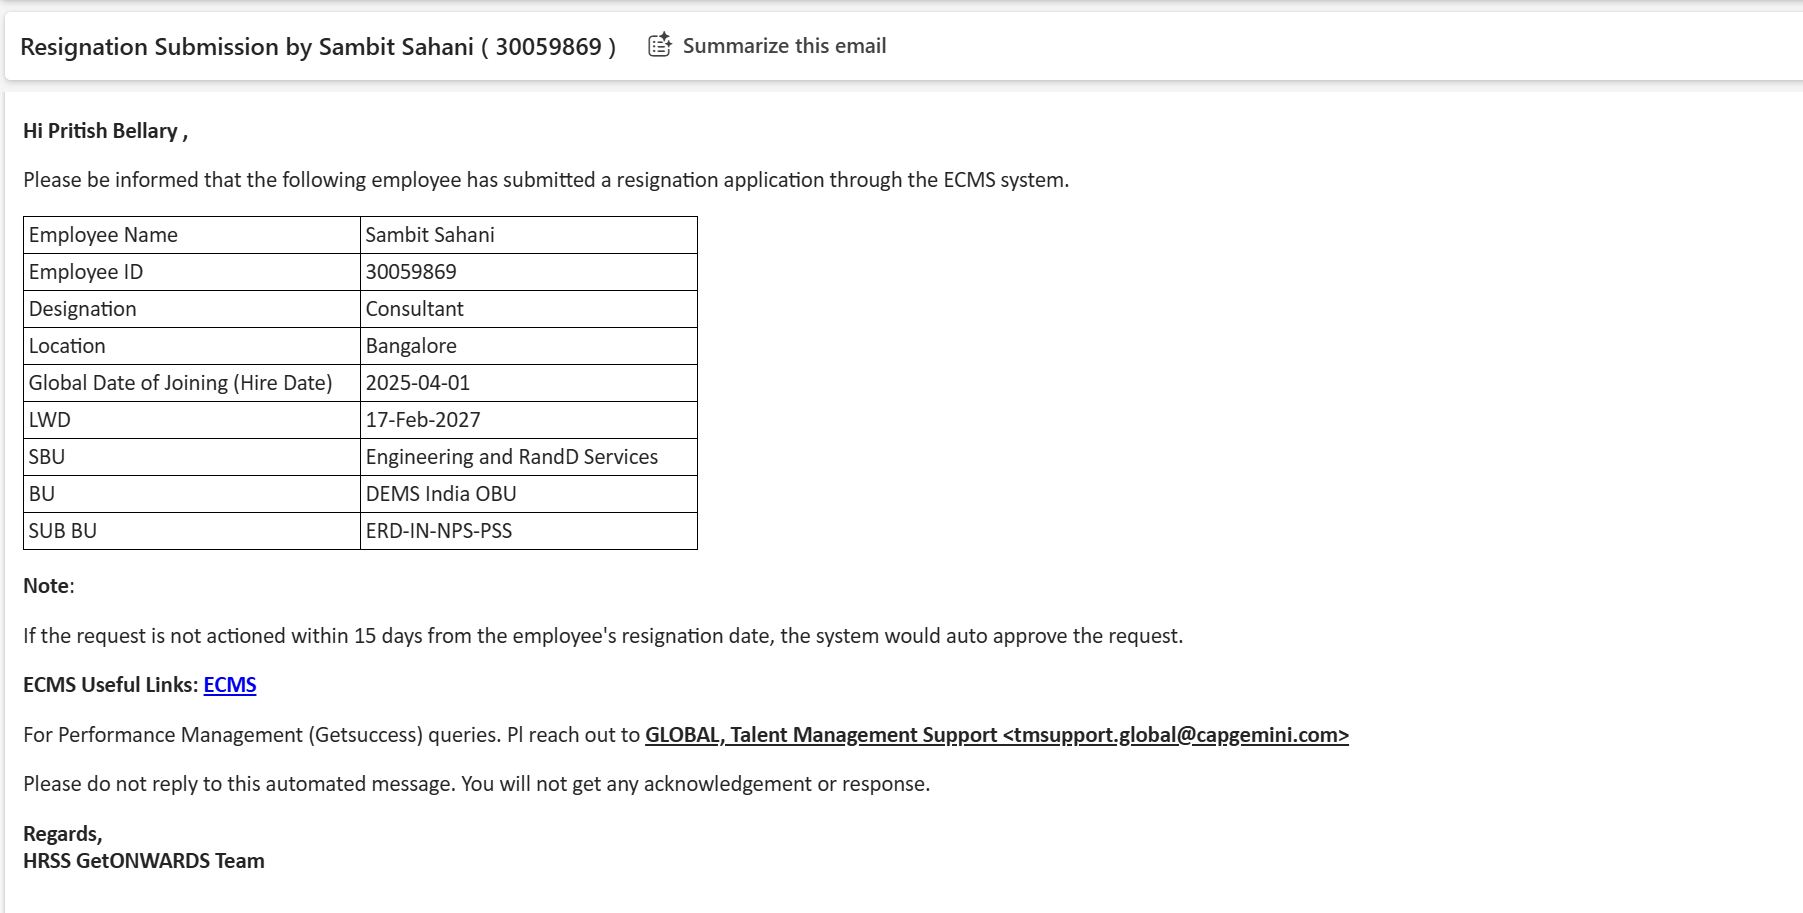 Resignation Submission by Sambit Sahani ( 30059869 ) Summarize this email
Hi Pritish Bellary ,
Please be informed that the following employee has submitted a resignation application through the ECMS system.
Employee Name Sambit Sahani
Employee ID 30059869
Designation Consultant
Location Bangalore
Global Date of Joining (Hire Date) 2025-04-01
LWD 17-Feb-2027
SBU Engineering and RandD Services
BU DEMS India OBU
SUB BU ERD-IN-NPS-PSS
Note:
If the request is not actioned within 15 days from the employee's resignation date, the system would auto approve the request.
ECMS Useful Links: ECMS
For Performance Management (Getsuccess) queries. Pl reach out to GLOBAL, Talent Management Support <tmsupport.global@capgemini.com>
Please do not reply to this automated message. You will not get any acknowledgement or response.
Regards,
HRSS GetONWARDS Team